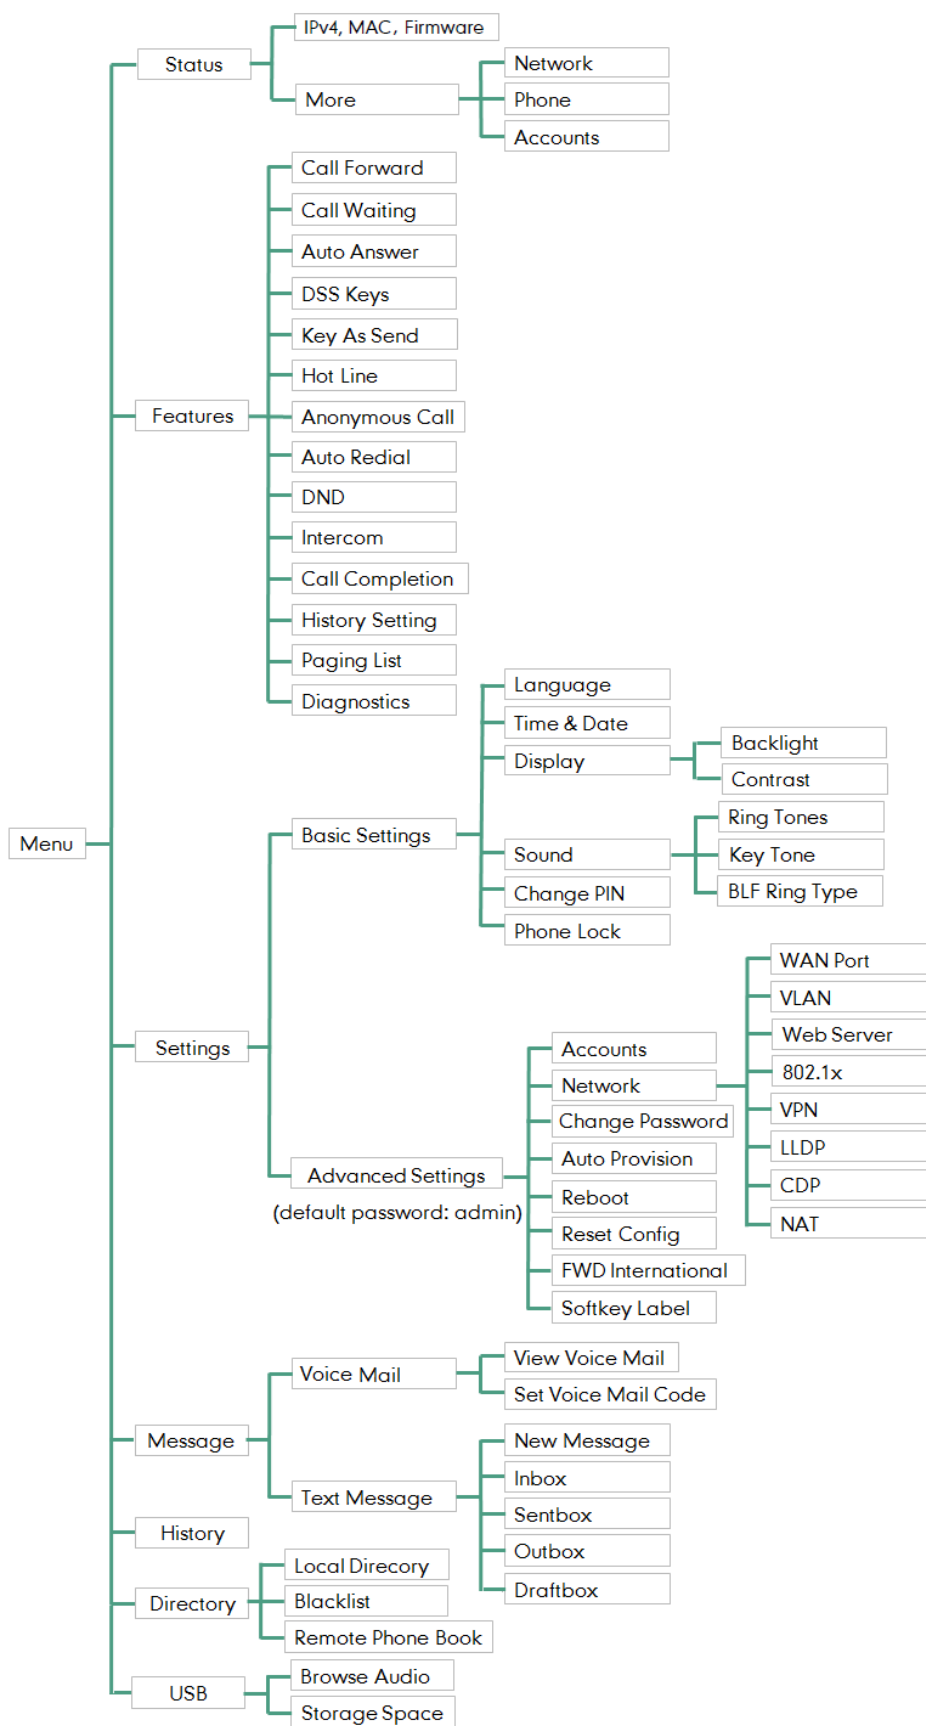 IPv4, MAC, Firmware
Status
Network
More
Phone
Accounts
Call Forward
Call Waiting
Auto Answer
DSS Keys
Key As Send
Hot Line
Features
Anonymous Call
Auto Redial
DND
Intercom
Call Completion
History Setting
Paging List
Diagnostics
Language
Time & Date
Display
Backlight
Contrast
Menu
Basic Settings
Ring Tones
Sound
Key Tone
Change PIN
BLF Ring Type
Phone Lock
WAN Port
VLAN
Web Server
Settings
Accounts
802.1x
Network
VPN
Change Password
LLDP
Advanced Settings
(default password: admin)
Auto Provision
CDP
Reboot
NAT
Reset Config
FWD International
Softkey Label
Voice Mail
View Voice Mail
Set Voice Mail Code
Message
New Message
Inbox
Text Message
Sentbox
History
Outbox
Local Direcory
Draftbox
Directory
Blacklist
Remote Phone Book
USB
Browse Audio
Storage Space